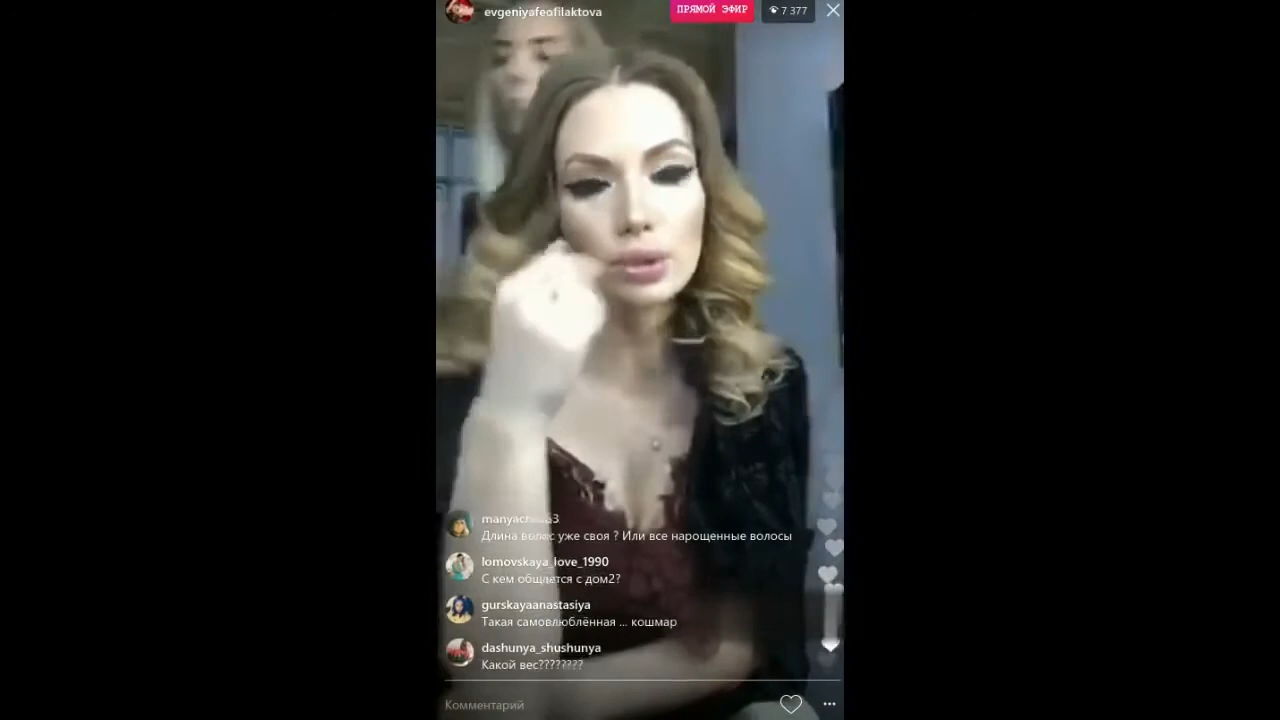 evgeniyafeofilaktova
ПРЯМОЙ ЭФИР
7 377
Длина волос уже своя ? Или все нарощенные волосы
lomovskaya_love_1990
С кем общается с дом2?
gurskayaanastasiya
Такая самовлюблённая ... кошмар
dashunya_shushunya
Какой вес????????
Комментарий